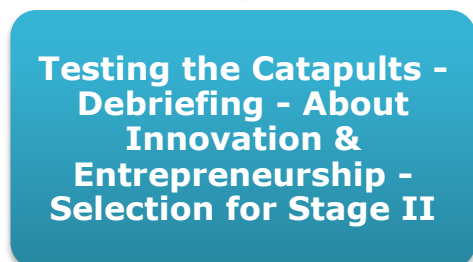 Testing the Catapults -
Debriefing - About
Innovation &
Entrepreneurship -
Selection for Stage II